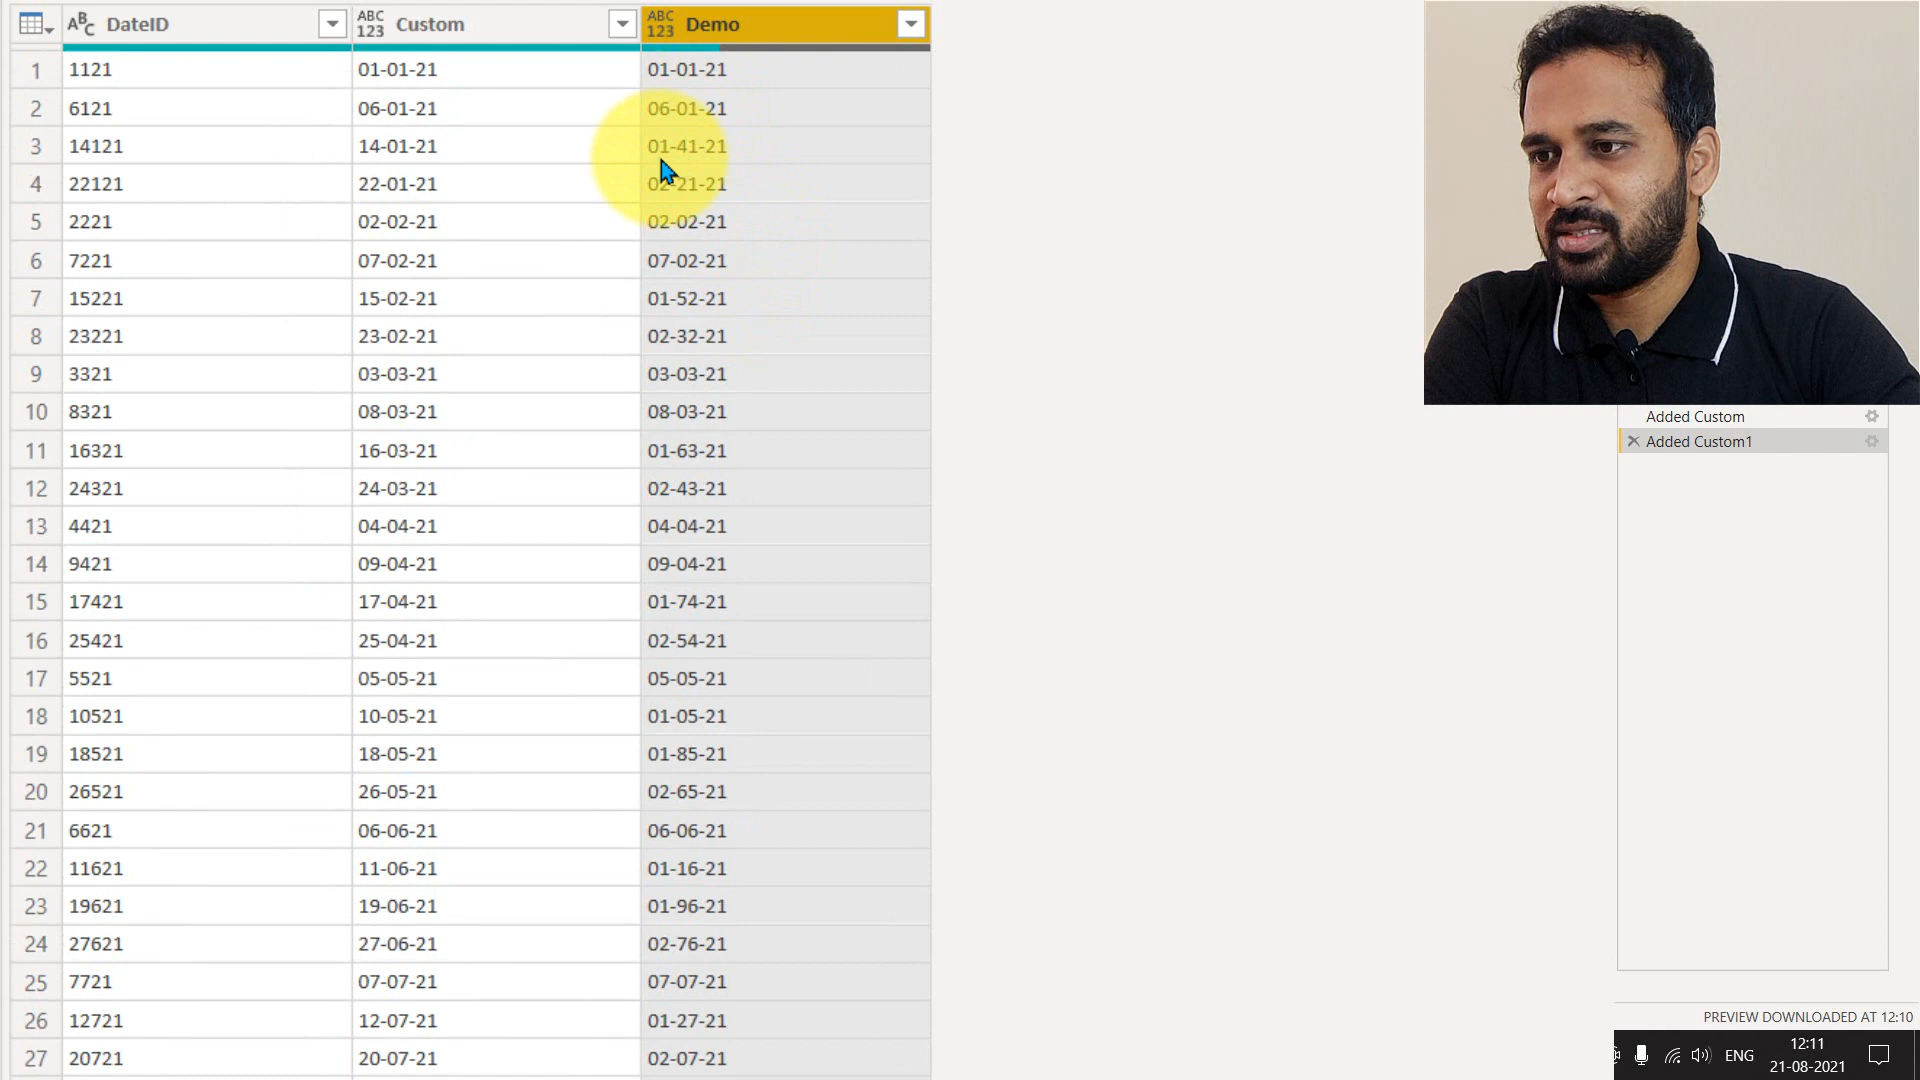 ABC DateID ABC 123 Custom ABC 123 Demo
1 1121 01-01-21 01-01-21
2 6121 06-01-21 06-01-21
3 14121 14-01-21 01-41-21
4 22121 22-01-21 02-21-21
5 2221 02-02-21 02-02-21
6 7221 07-02-21 07-02-21
7 15221 15-02-21 01-52-21
8 23221 23-02-21 02-32-21
9 3321 03-03-21 03-03-21
10 8321 08-03-21 08-03-21
11 16321 16-03-21 01-63-21
12 24321 24-03-21 02-43-21
13 4421 04-04-21 04-04-21
14 9421 09-04-21 09-04-21
15 17421 17-04-21 01-74-21
16 25421 25-04-21 02-54-21
17 5521 05-05-21 05-05-21
18 10521 10-05-21 01-05-21
19 18521 18-05-21 01-85-21
20 26521 26-05-21 02-65-21
21 6621 06-06-21 06-06-21
22 11621 11-06-21 01-16-21
23 19621 19-06-21 01-96-21
24 27621 27-06-21 02-76-21
25 7721 07-07-21 07-07-21
26 12721 12-07-21 01-27-21
27 20721 20-07-21 02-07-21
Added Custom
Added Custom1
PREVIEW DOWNLOADED AT 12:10
ENG
12:11
21-08-2021